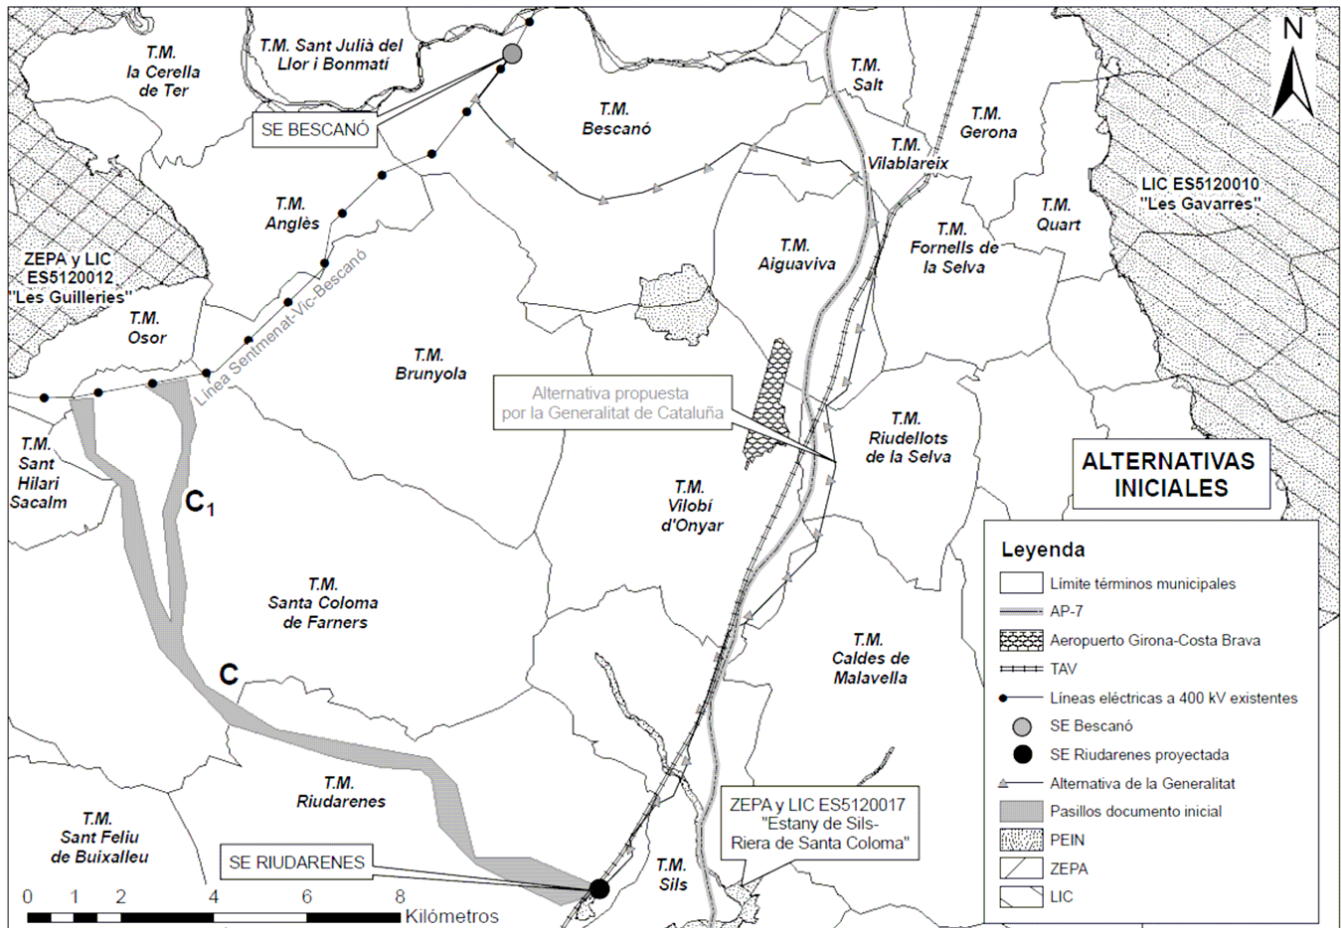 T.M.
la Cerella
de Ter
T.M. Sant Julià del
Llor i Bonmatí
SE BESCANÓ
T.M.
Bescanó
T.M.
Salt
T.M.
Gerona
T.M.
Vilablareix
N
LIC ES5120010
"Les Gavarres"
T.M.
Quart
T.M.
Anglès
T.M.
Aiguaviva
T.M.
Fornells de
la Selva
ZEPA y LIC
ES5120012
"Les Guilleries"
T.M.
Osor
Línea Sentmenat-Vic-Bescanó
T.M.
Brunyola
Alternativa propuesta
por la Generalitat de Cataluña
T.M.
Riudellots
de la Selva
T.M.
Sant
Hilari
Sacalm
C1
T.M.
Vilobí
d'Onyar
ALTERNATIVAS
INICIALES
T.M.
Santa Coloma
de Farners
C
T.M.
Caldes de
Malavella
T.M.
Riudarenes
T.M.
Sant Feliu
de Buixalleu
SE RIUDARENES
ZEPA y LIC ES5120017
"Estany de Sils-
Riera de Santa Coloma"
T.M.
Sils
Leyenda
Límite términos municipales
AP-7
Aeropuerto Girona-Costa Brava
TAV
Líneas eléctricas a 400 kV existentes
SE Bescanó
SE Riudarenes proyectada
Alternativa de la Generalitat
Pasillos documento inicial
PEIN
ZEPA
LIC
0 1 2 4 6 8
Kilómetros